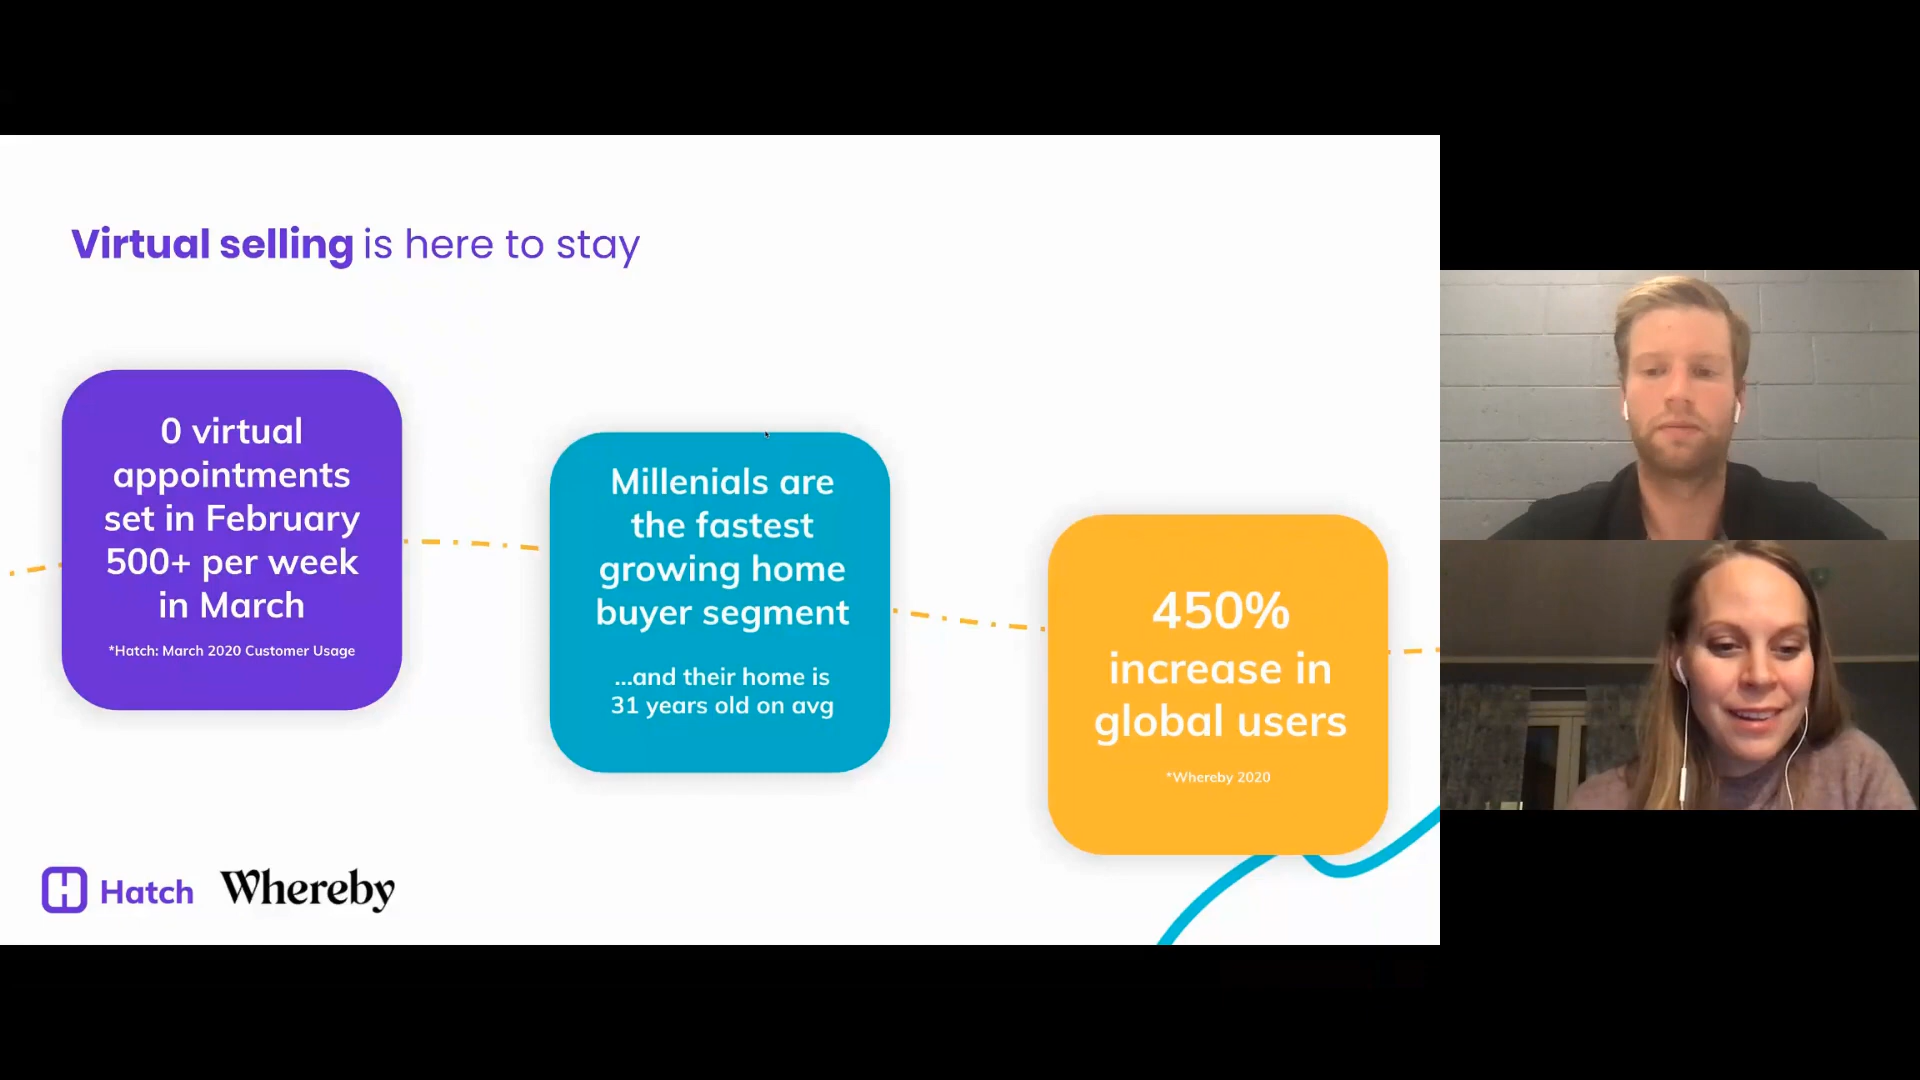 Virtual selling is here to stay
0 virtual
appointments
set in February
500+ per week
in March
*Hatch: March 2020 Customer Usage
Millenials are
the fastest
growing home
buyer segment
...and their home is
31 years old on avg
450%
increase in
global users
*Whereby 2020
Hatch
Whereby